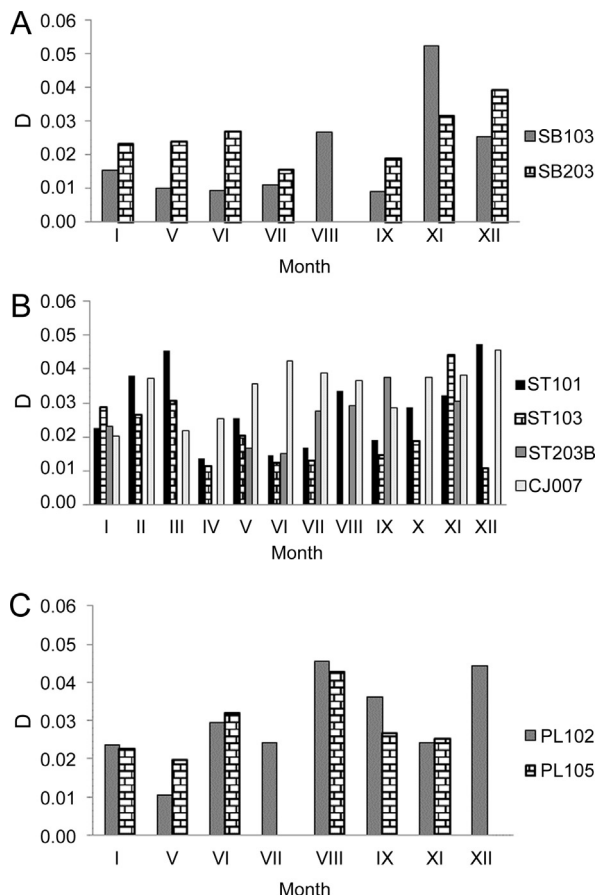 A
0.06
0.05
0.04
0.03
0.02
0.01
0.00
D
I V VI VII VIII IX XI XII
Month
SB103
SB203
B
0.06
0.05
0.04
0.03
0.02
0.01
0.00
D
I II III IV V VI VII VIII IX X XI XII
Month
ST101
ST103
ST203B
CJ007
C
0.06
0.05
0.04
0.03
0.02
0.01
0.00
D
I V VI VII VIII IX XI XII
Month
PL102
PL105